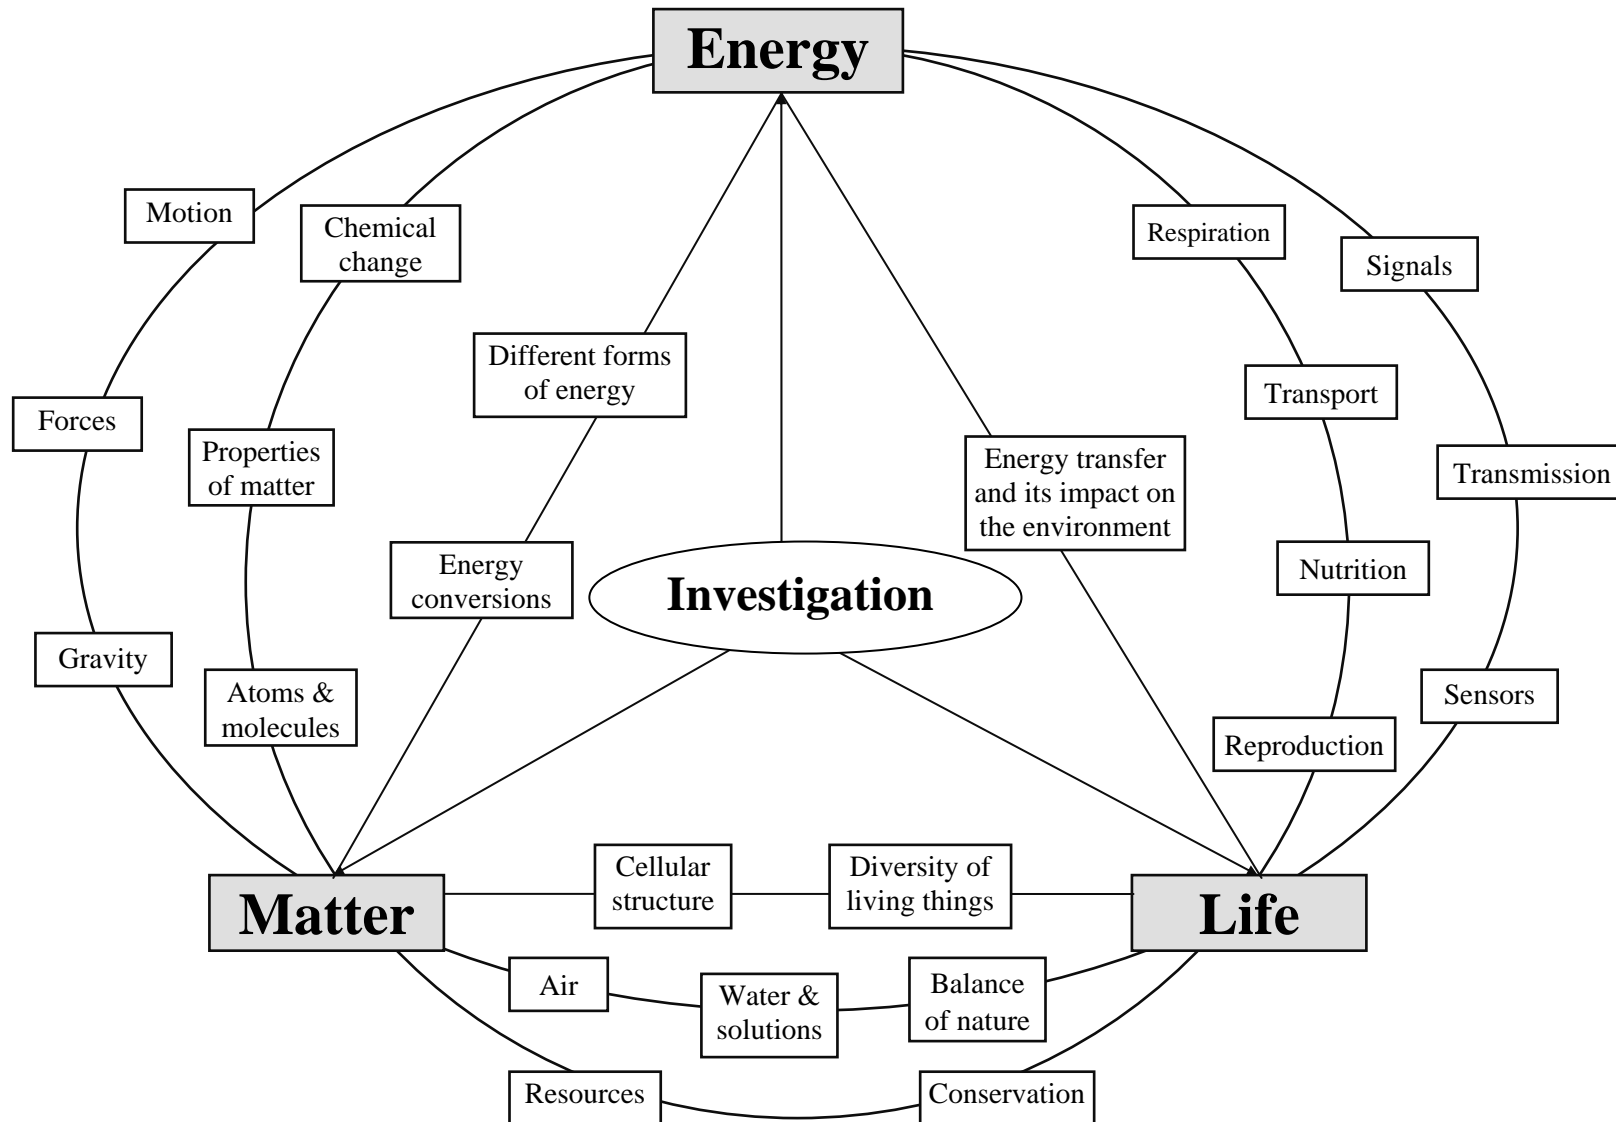 Energy
Motion
Chemical
change
Respiration
Signals
Different forms
of energy
Transport
Forces
Properties
of matter
Energy transfer
and its impact on
the environment
Transmission
Energy
conversions
Investigation
Nutrition
Gravity
Atoms &
molecules
Sensors
Reproduction
Cellular
structure
Diversity of
living things
Matter
Life
Air
Water &
solutions
Balance
of nature
Resources
Conservation